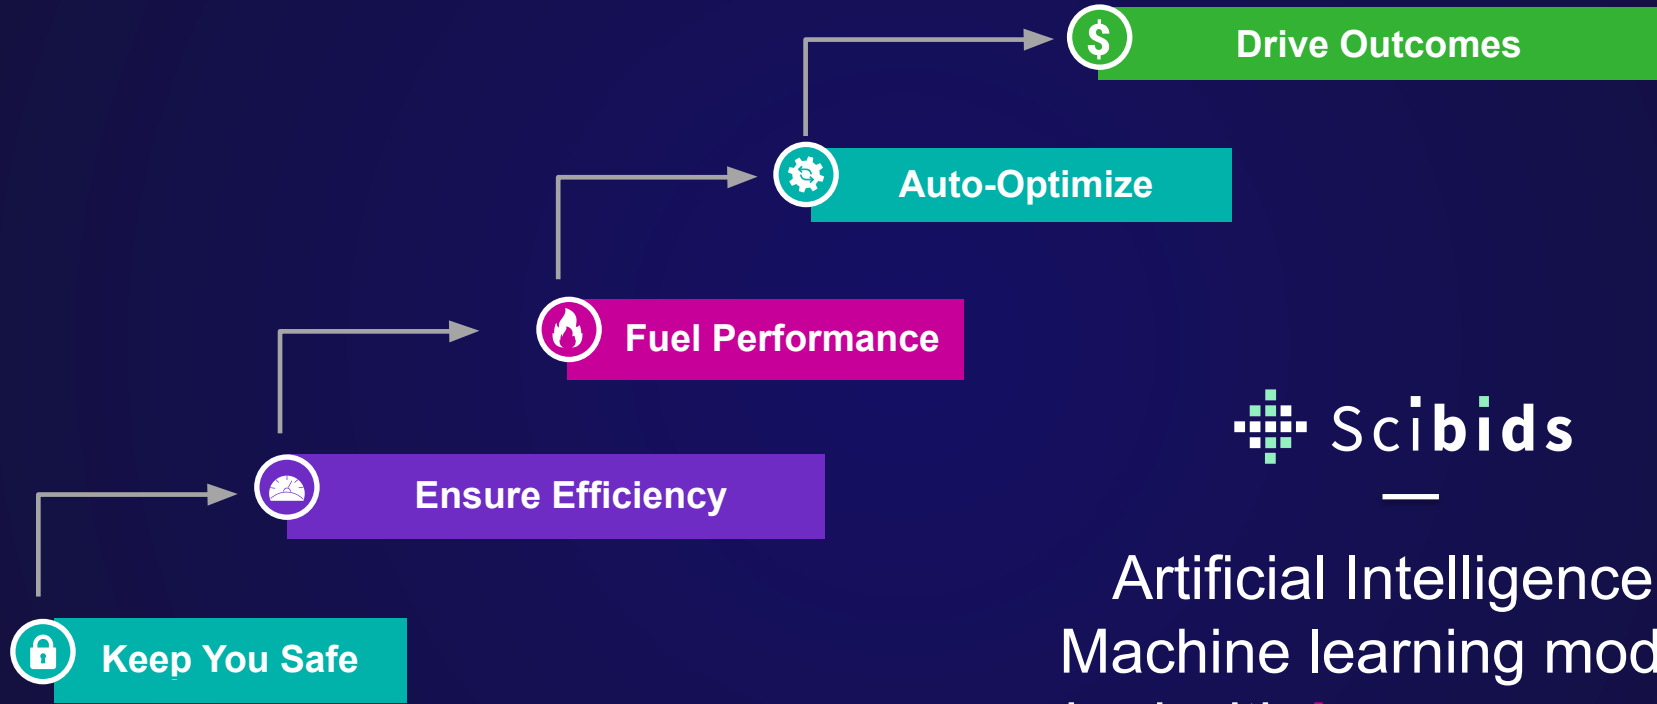 Drive Outcomes
Auto-Optimize
Fuel Performance
Ensure Efficiency
Keep You Safe
Scibids
Artificial Intelligence
Machine learning mod